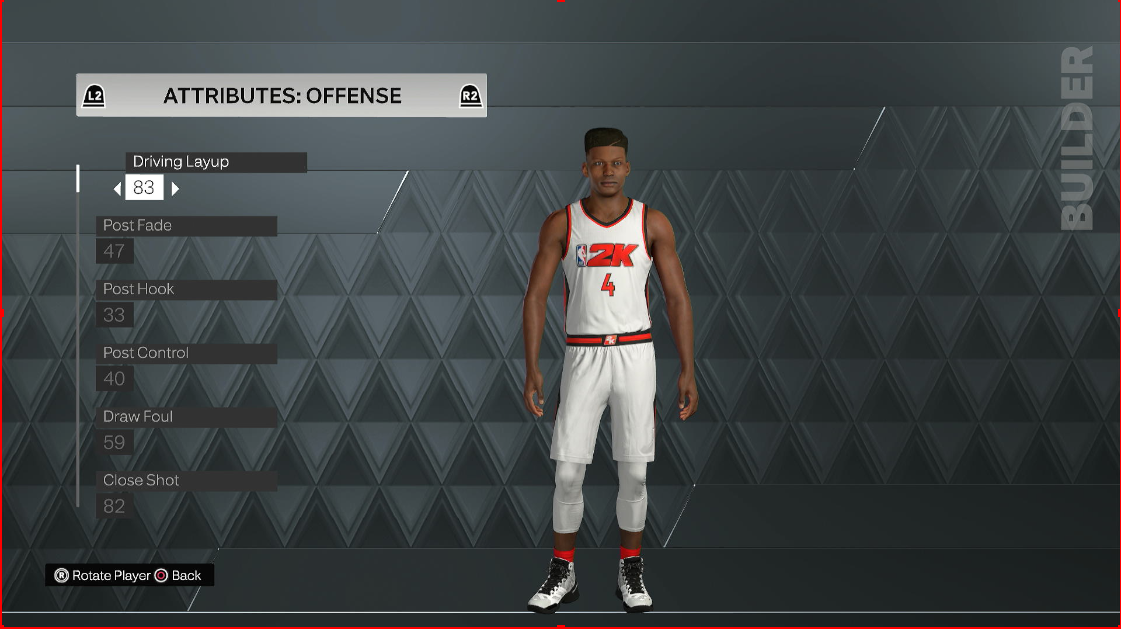 BUILDER
L2 ATTRIBUTES: OFFENSE R2
Driving Layup
83
Post Fade
47
Post Hook
33
Post Control
40
Draw Foul
59
Close Shot
82
2K
4
2K
R Rotate Player Back